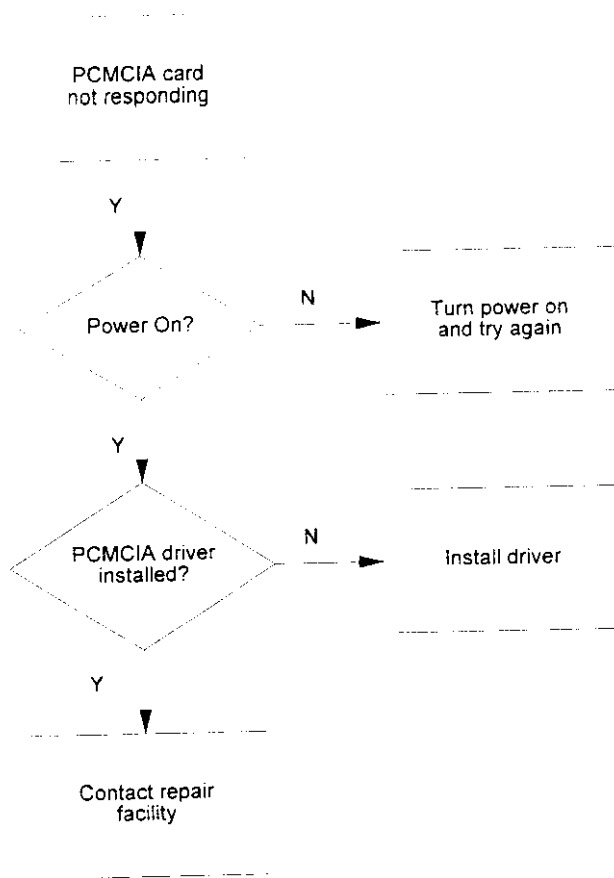 PCMCIA card
not responding
Y
Power On?
N
Turn power on
and try again
Y
PCMCIA driver
installed?
N
Install driver
Y
Contact repair
facility